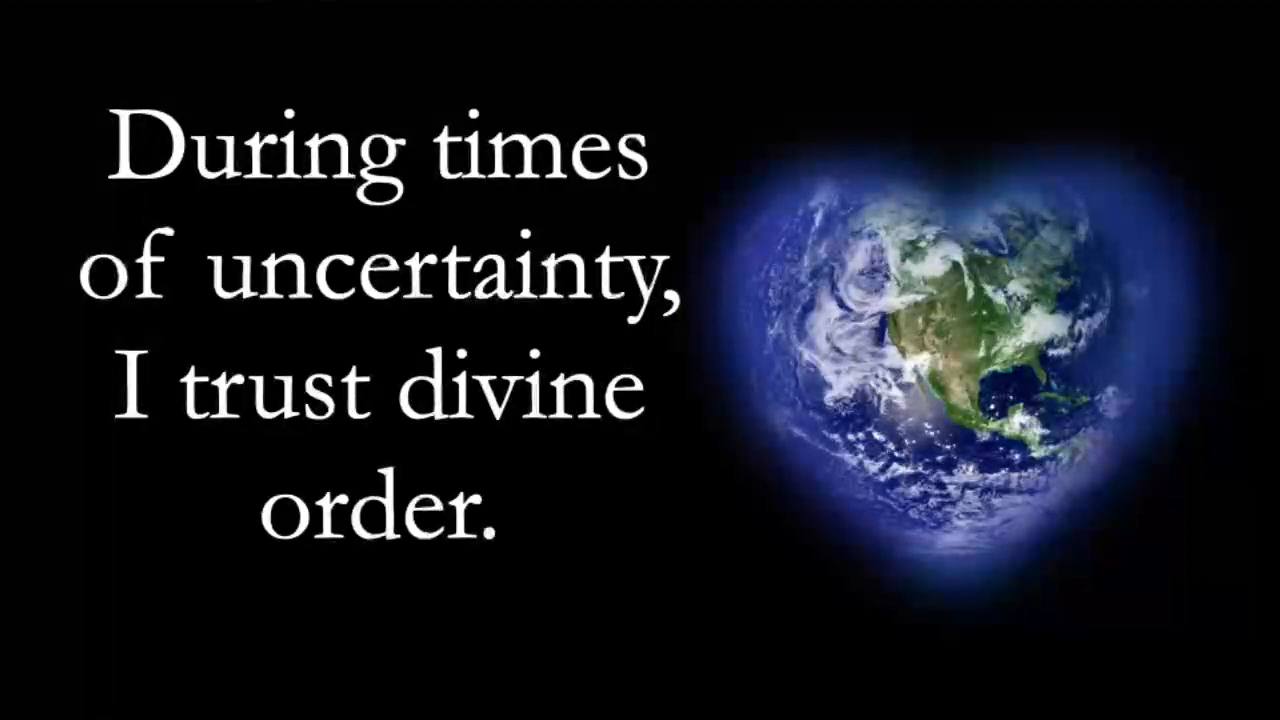 During times
of uncertainty,
I trust divine
order.